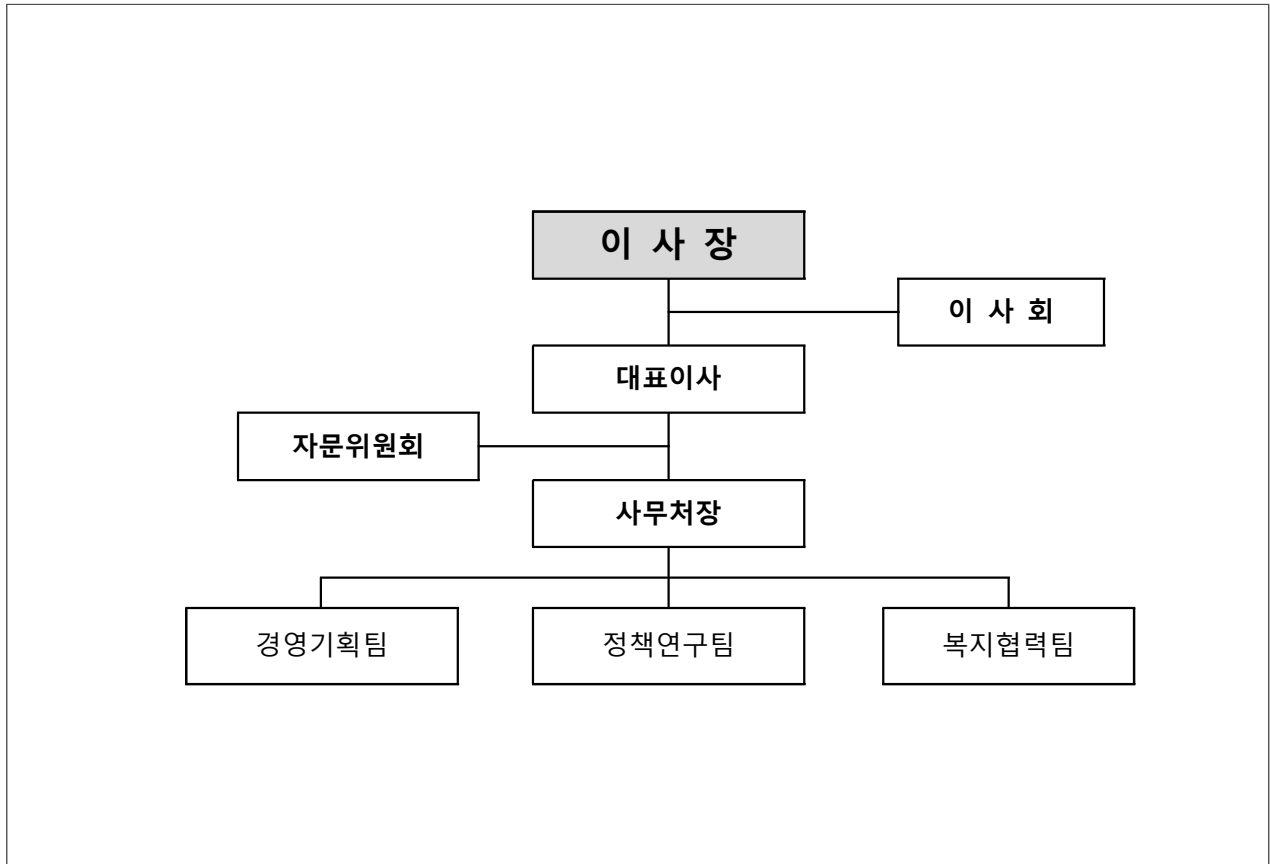 이 사 장
이 사 회
대표이사
자문위원회
사무처장
경영기획팀
정책연구팀
복지협력팀